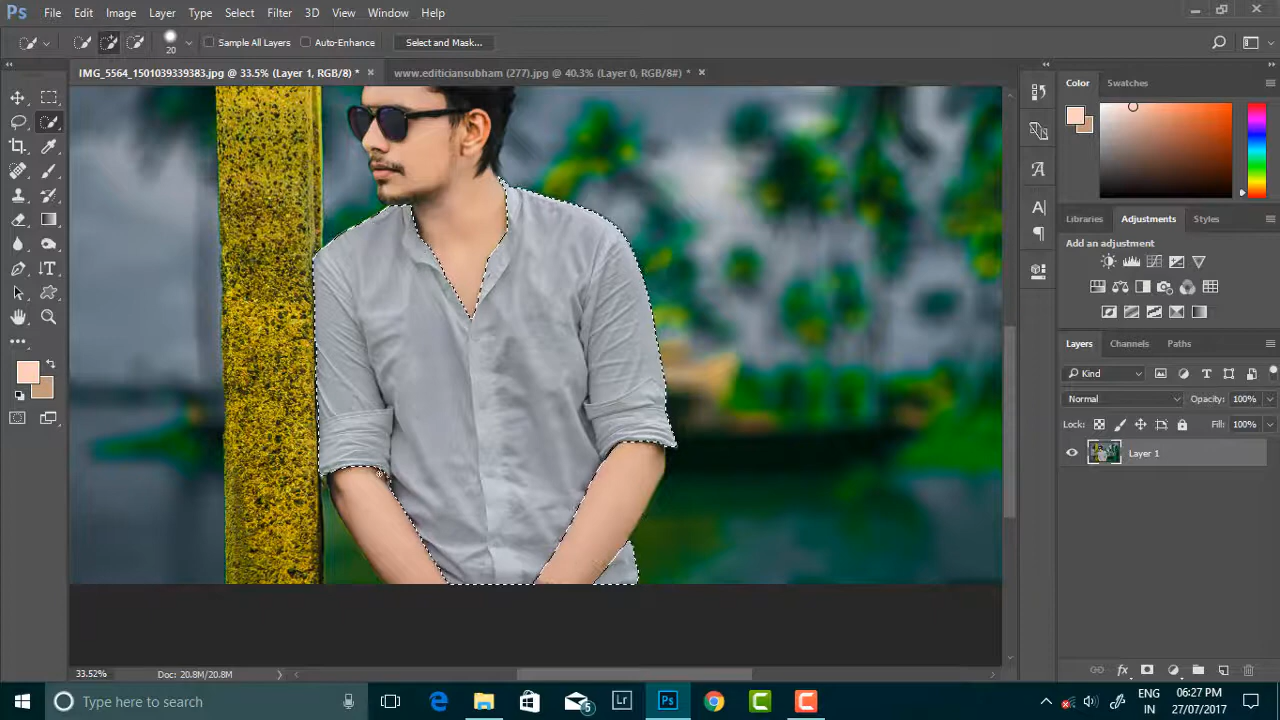 Ps File Edit Image Layer Type Select Filter 3D View Window Help
20 Sample All Layers Auto-Enhance Select and Mask...
IMG_5564_1501039339383.jpg @ 33.5% (Layer 1, RGB/8) * × www.editiciansubham (277).jpg @ 40.3% (Layer 0, RGB/8#) * ×
Color Swatches
Libraries Adjustments Styles
Add an adjustment
Layers Channels Paths
Kind
Normal Opacity: 100%
Lock: Fill: 100%
Layer 1
33.52% Doc: 20.8M/20.8M
Type here to search 5 Lr Ps ENG 06:27 PM
IN 27/07/2017